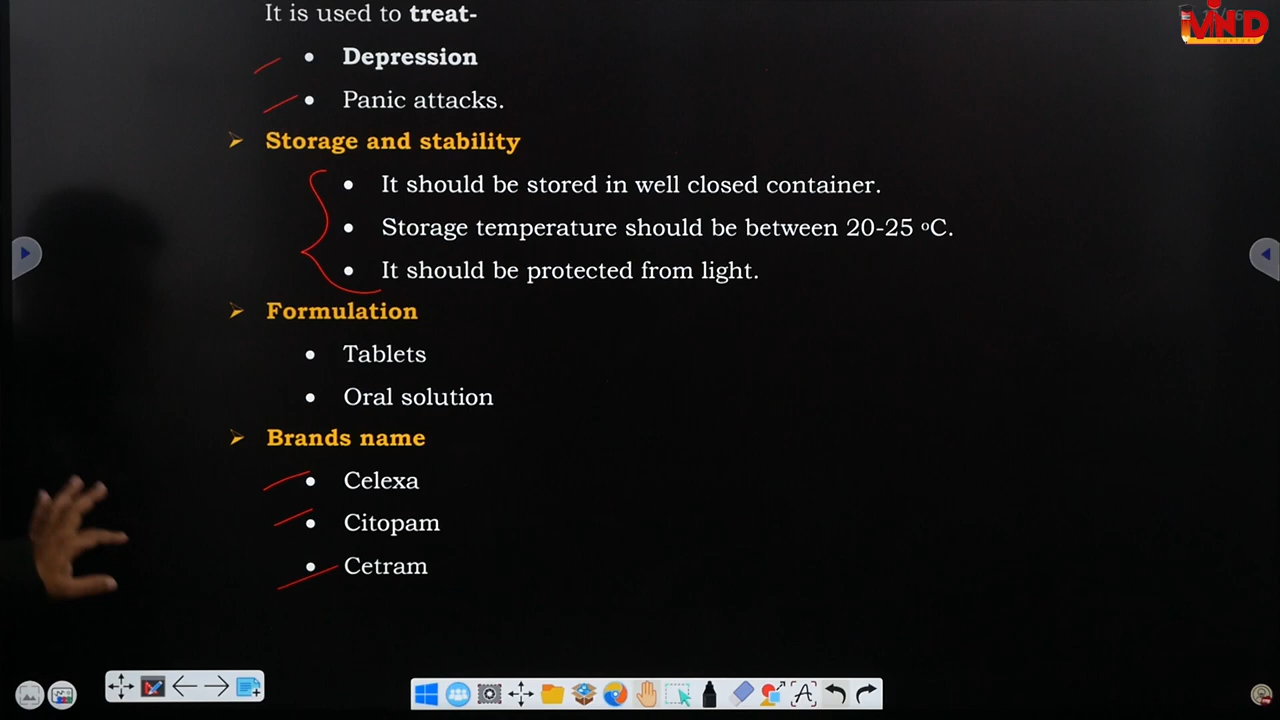 It is used to treat-
Depression
Panic attacks.
Storage and stability
It should be stored in well closed container.
Storage temperature should be between 20-25 ºC.
It should be protected from light.
Formulation
Tablets
Oral solution
Brands name
Celexa
Citopam
Cetram